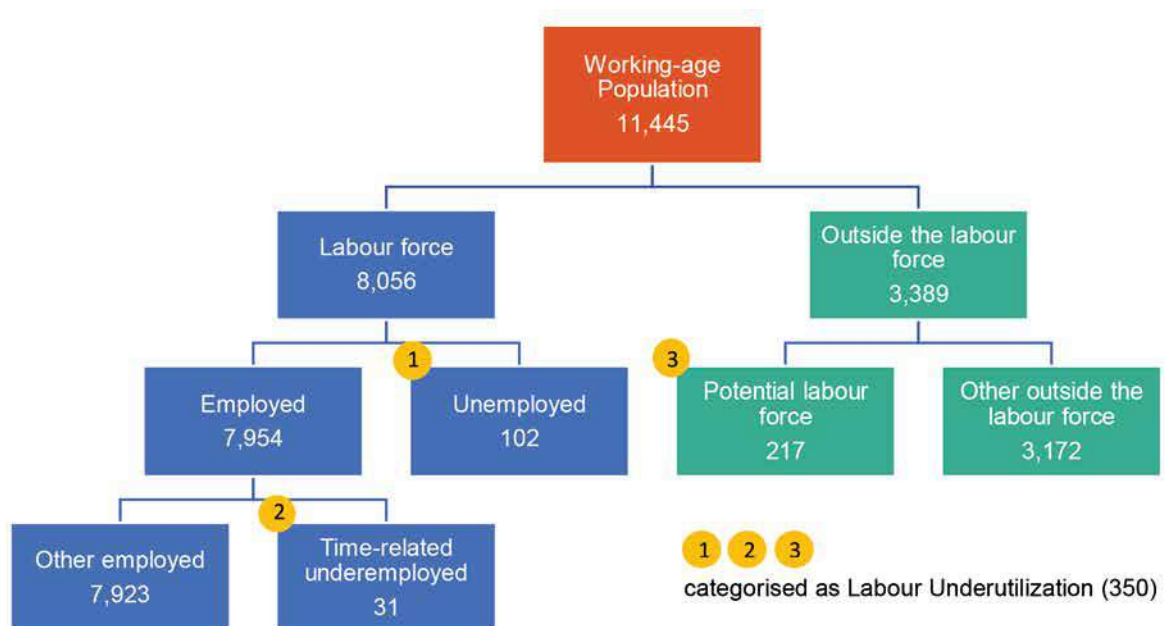 Working-age
Population
11,445
Labour force
8,056
Outside the labour
force
3,389
1
3
Employed
7,954
Unemployed
102
Potential labour
force
217
Other outside the
labour force
3,172
2
Other employed
7,923
Time-related
underemployed
31
1 2 3
categorised as Labour Underutilization (350)